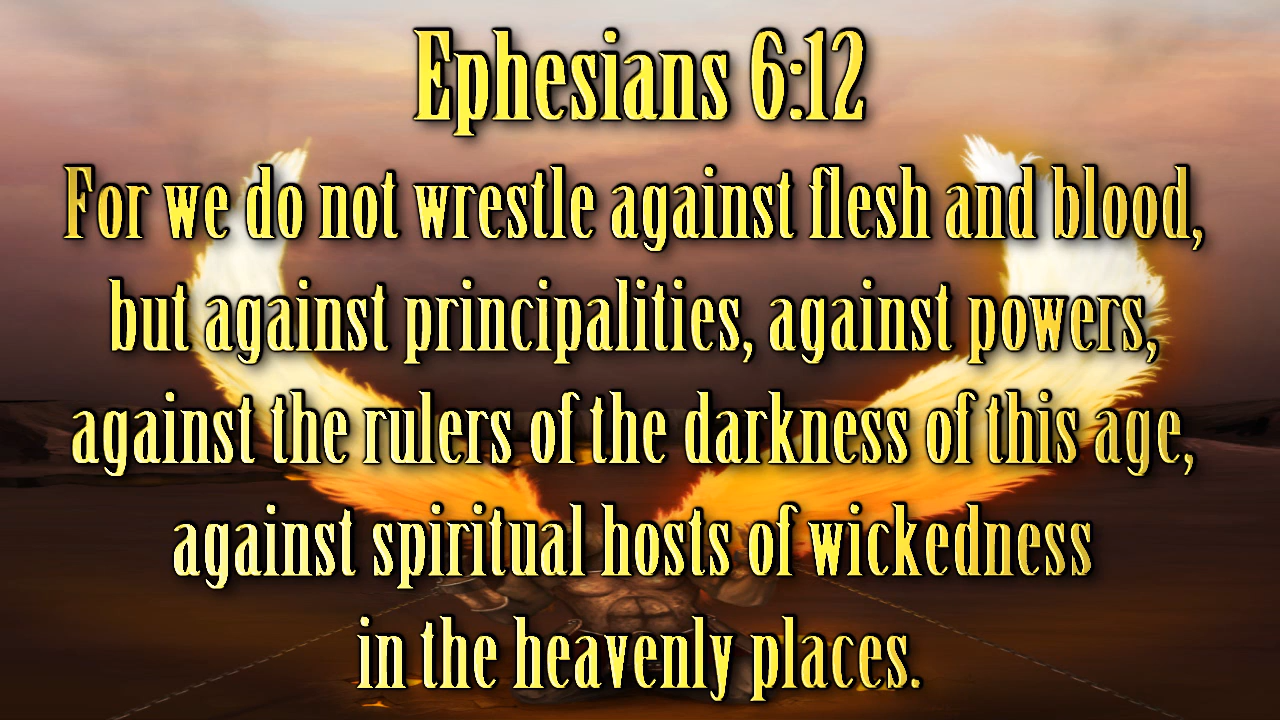 Ephesians 6:12
For we do not wrestle against flesh and blood,
but against principalities, against powers,
against the rulers of the darkness of this age,
against spiritual hosts of wickedness
in the heavenly places.